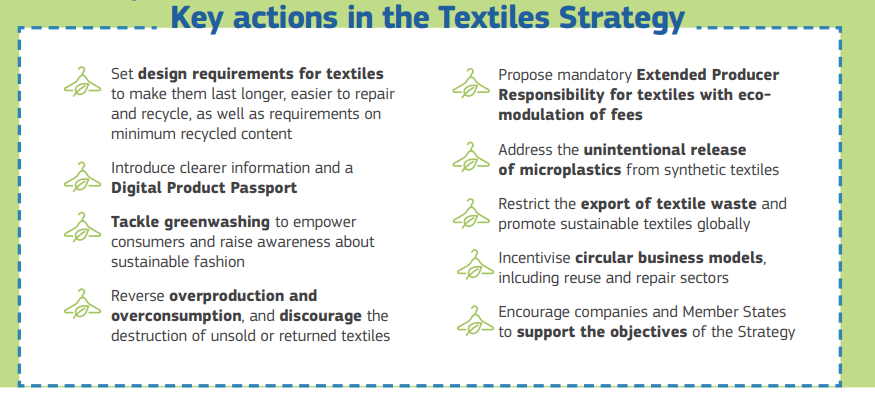 Key actions in the Textiles Strategy
Set design requirements for textiles
to make them last longer, easier to repair
and recycle, as well as requirements on
minimum recycled content
Introduce clearer information and a
Digital Product Passport
Tackle greenwashing to empower
consumers and raise awareness about
sustainable fashion
Reverse overproduction and
overconsumption, and discourage the
destruction of unsold or returned textiles
Propose mandatory Extended Producer
Responsibility for textiles with eco-
modulation of fees
Address the unintentional release
of microplastics from synthetic textiles
Restrict the export of textile waste and
promote sustainable textiles globally
Incentivise circular business models,
inlcuding reuse and repair sectors
Encourage companies and Member States
to support the objectives of the Strategy